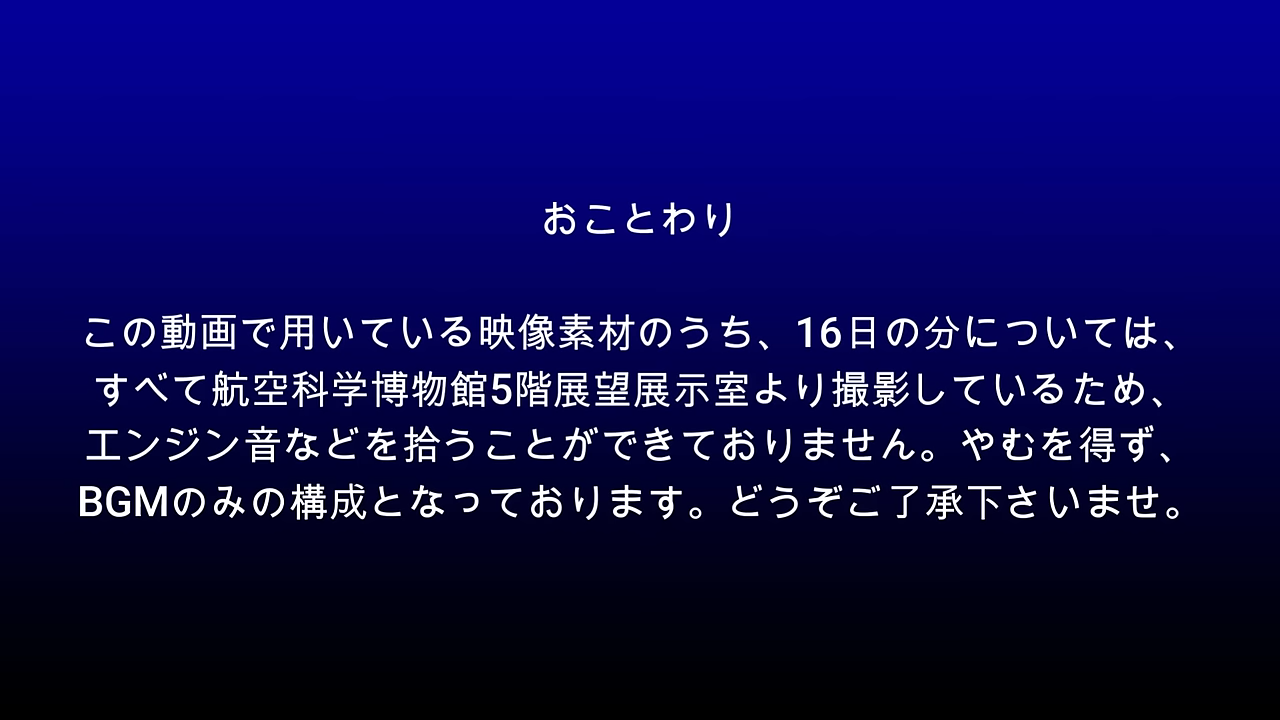 おことわり
この動画で用いている映像素材のうち、16日の分については、
すべて航空科学博物館5階展望展示室より撮影しているため、
エンジン音などを拾うことができておりません。やむを得ず、
BGMのみの構成となっております。どうぞご了承下さいませ。